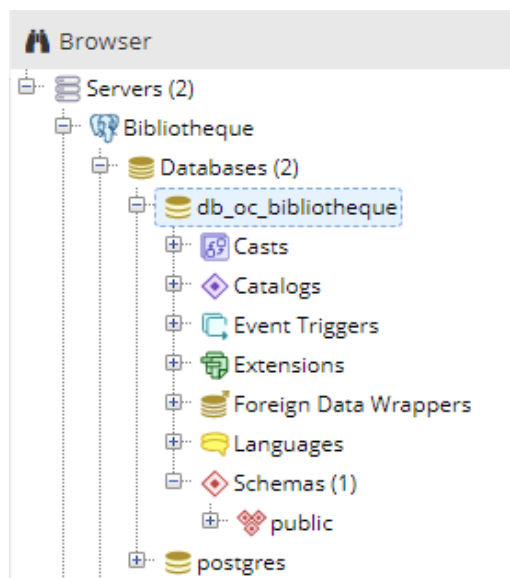 Browser
Servers (2)
Bibliotheque
Databases (2)
db_oc_bibliotheque
Casts
Catalogs
Event Triggers
Extensions
Foreign Data Wrappers
Languages
Schemas (1)
public
postgres